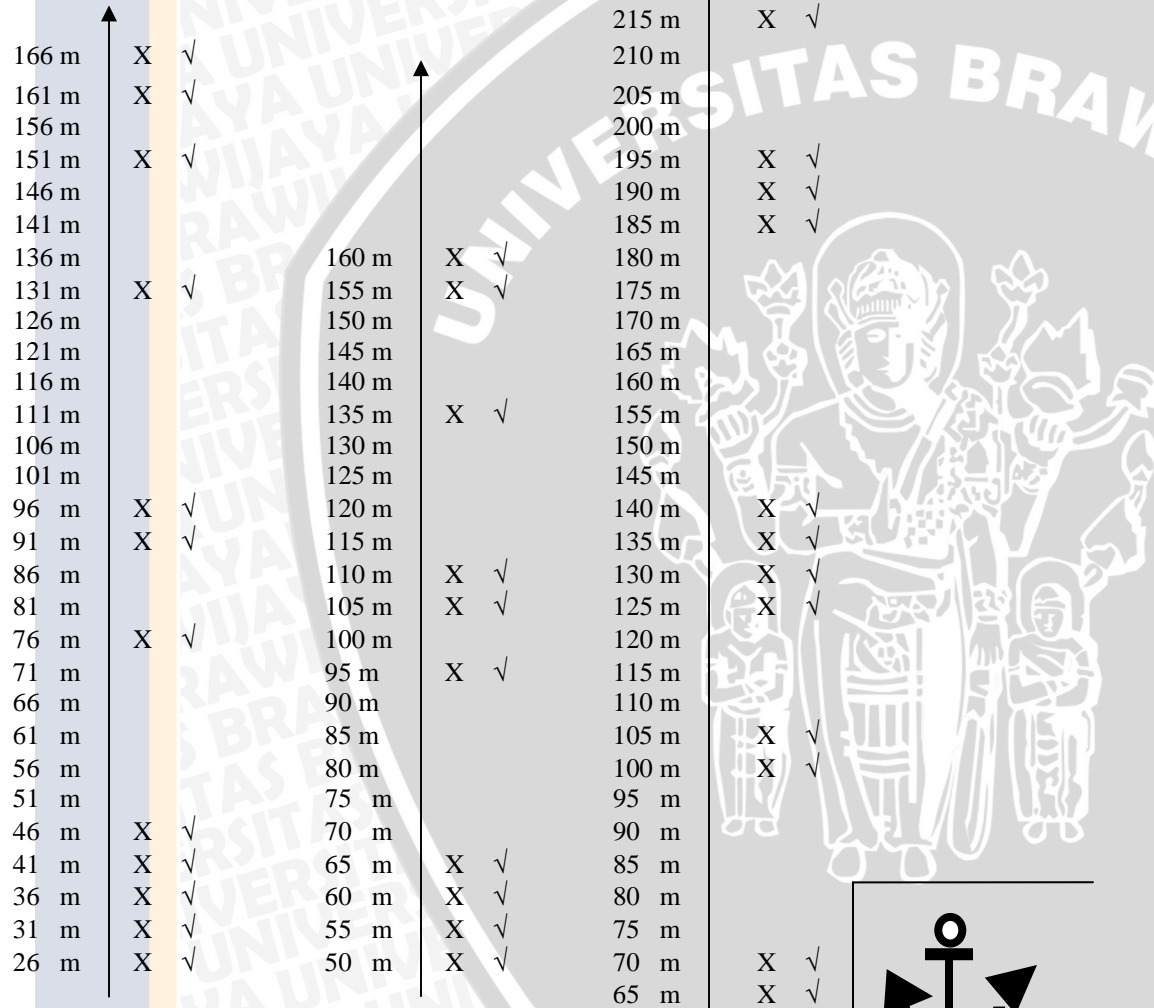 166 m X √
161 m X √
156 m
151 m X √
146 m
141 m
136 m
131 m X √
126 m
121 m
116 m
111 m
106 m
101 m
96 m X √
91 m X √
86 m
81 m
76 m X √
71 m
66 m
61 m
56 m
51 m
46 m X √
41 m X √
36 m X √
31 m X √
26 m X √
160 m X √
155 m X √
150 m
145 m
140 m
135 m X √
130 m
125 m
120 m
115 m
110 m X √
105 m X √
100 m
95 m X √
90 m
85 m
80 m
75 m
70 m
65 m X √
60 m X √
55 m X √
50 m X √
215 m X √
210 m
205 m
200 m
195 m X √
190 m X √
185 m X √
180 m
175 m
170 m
165 m
160 m
155 m
150 m
145 m
140 m X √
135 m X √
130 m X √
125 m X √
120 m
115 m
110 m
105 m X √
100 m X √
95 m
90 m
85 m
80 m
75 m
70 m X √
65 m X √
UNIVERSITAS BRAW